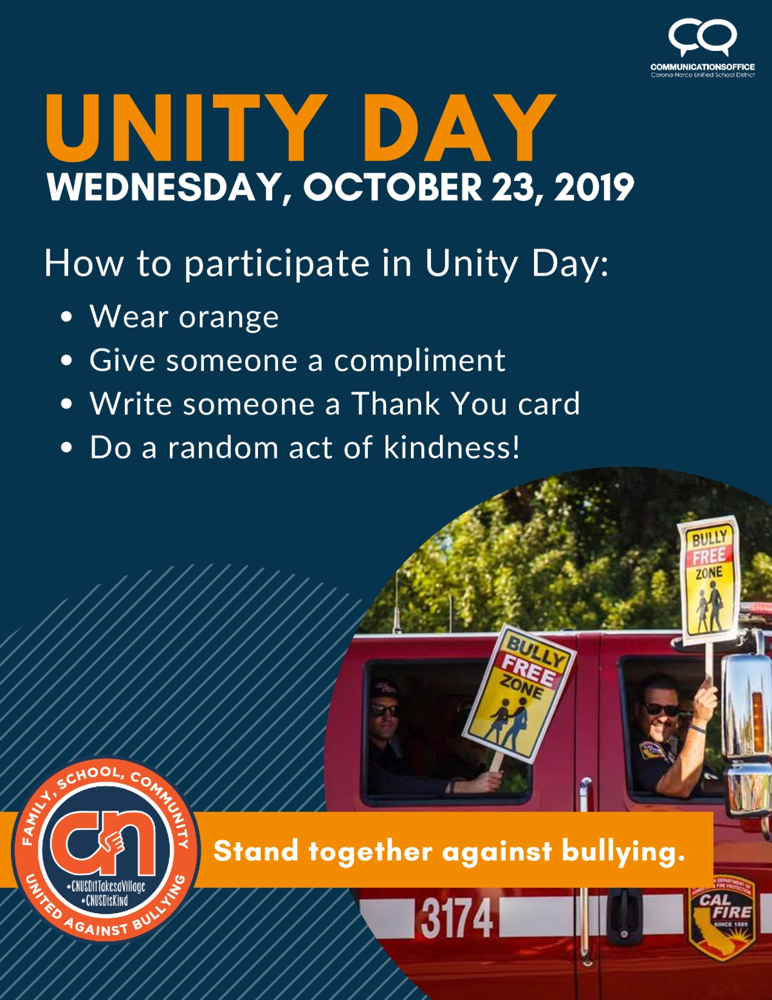 COMMUNICATIONSOFFICE
Corona-Norco Unified School District
UNITY DAY
WEDNESDAY, OCTOBER 23, 2019
How to participate in Unity Day:
• Wear orange
• Give someone a compliment
• Write someone a Thank You card
• Do a random act of kindness!
BULLY
FREE
ZONE
BULLY
FREE
ZONE
FAMILY, SCHOOL, COMMUNITY
cn
•CNUSDitTakesaVillage
•CNUSDisKind
UNITED AGAINST BULLYING
Stand together against bullying.
3174
DEPARTMENT OF
FIRE PROTECTION
CAL
FIRE
SINCE 1885